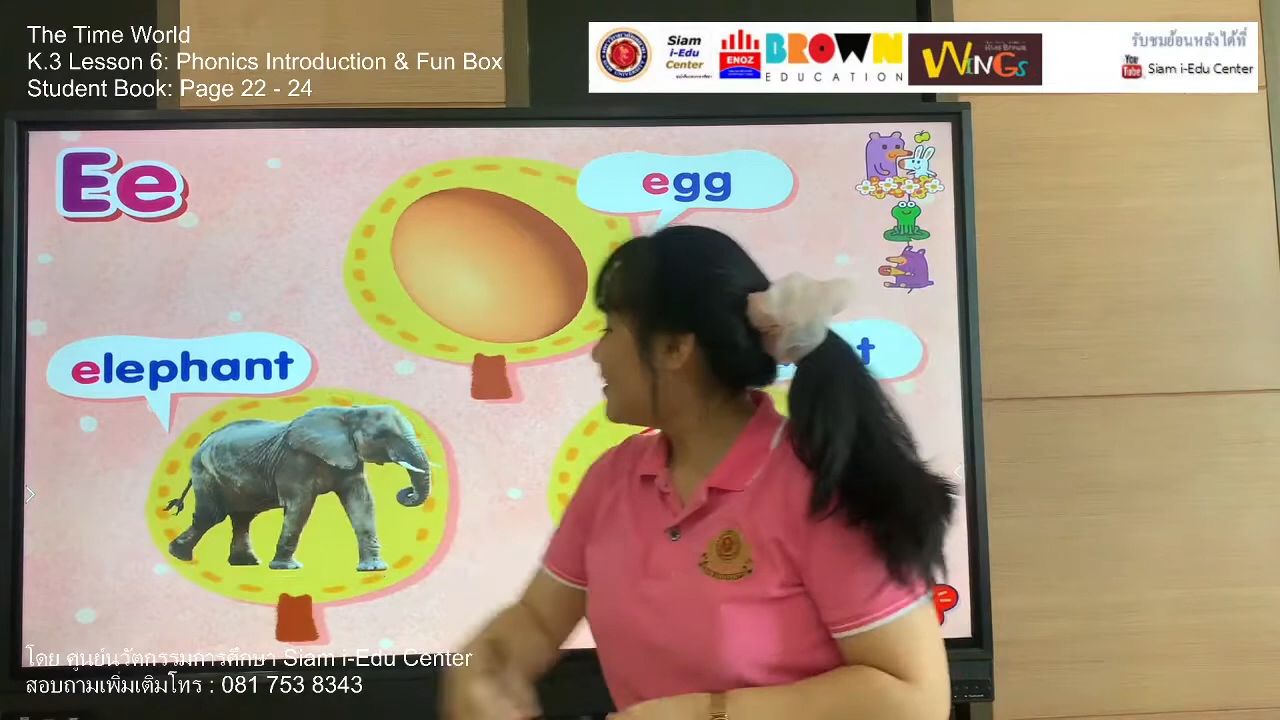 The Time World
K.3 Lesson 6: Phonics Introduction & Fun Box
Student Book: Page 22 - 24
Siam
i-Edu
Center
ENOZ
BROWN
EDUCATION
WiNGs
รับชมย้อนหลังได้ที่
You
Tube
Siam i-Edu Center
Ee
egg
elephant
t
โดย ศูนย์นวัตกรรมการศึกษา Siam i-Edu Center
สอบถามเพิ่มเติมโทร : 081 753 8343